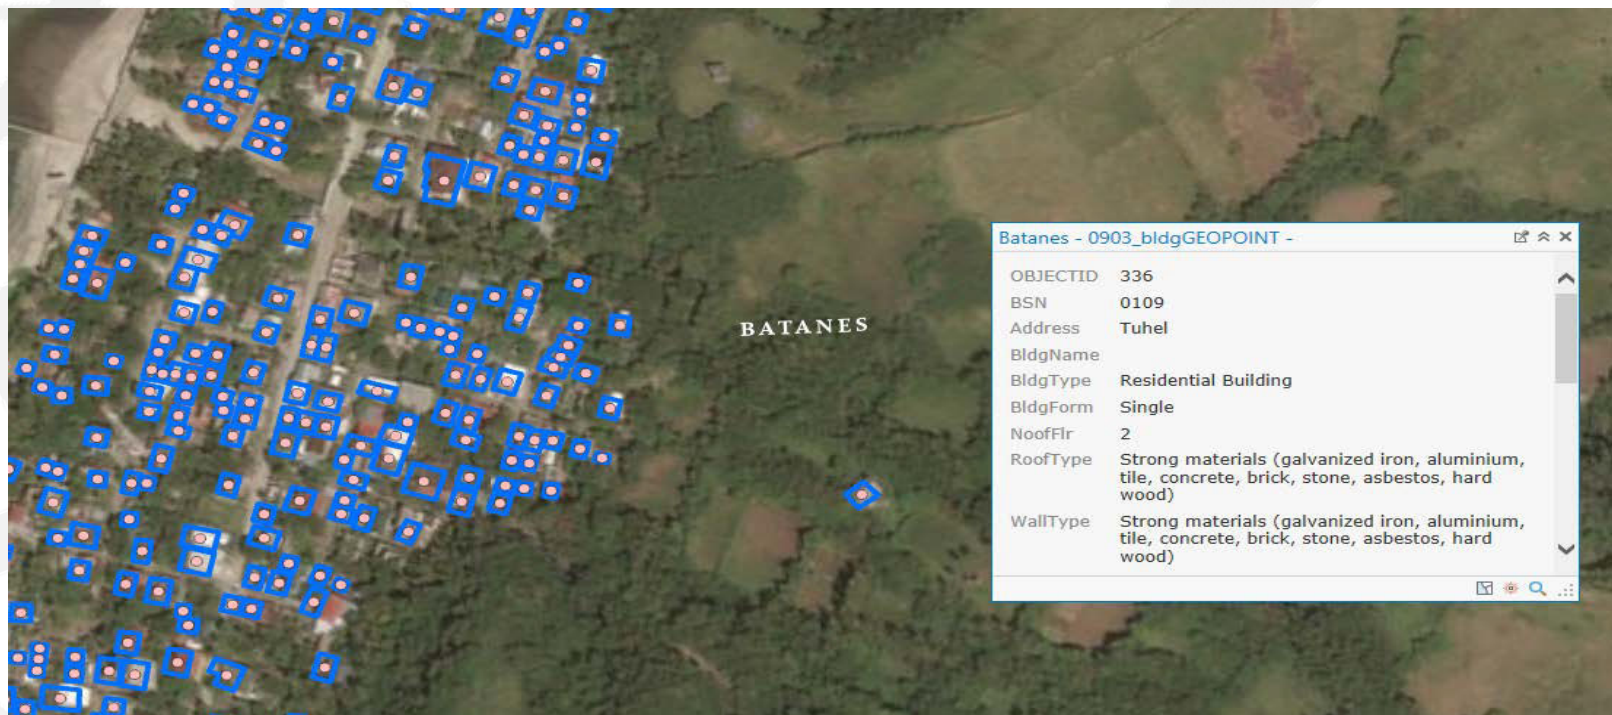 BATANES
Batanes - 0903_bldgGEOPOINT -
OBJECTID 336
BSN 0109
Address Tuhel
BldgName
BldgType Residential Building
BldgForm Single
NoofFlr 2
RoofType Strong materials (galvanized iron, aluminium,
tile, concrete, brick, stone, asbestos, hard
wood)
WallType Strong materials (galvanized iron, aluminium,
tile, concrete, brick, stone, asbestos, hard
wood)